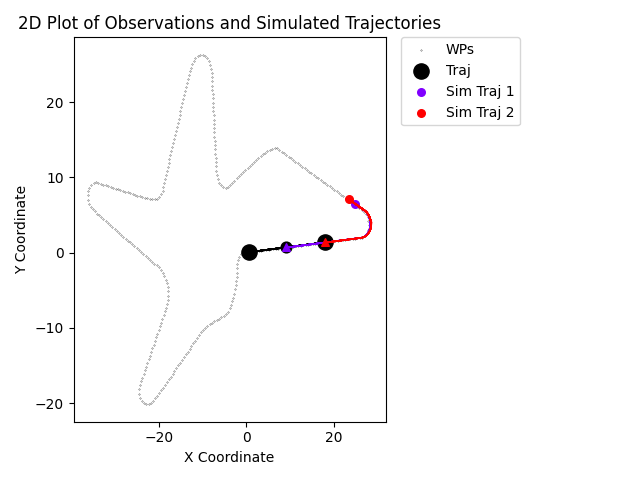 2D Plot of Observations and Simulated Trajectories
WPs
Traj
Sim Traj 1
Sim Traj 2
20
10
0
−10
−20
Y Coordinate
−20
0
20
X Coordinate